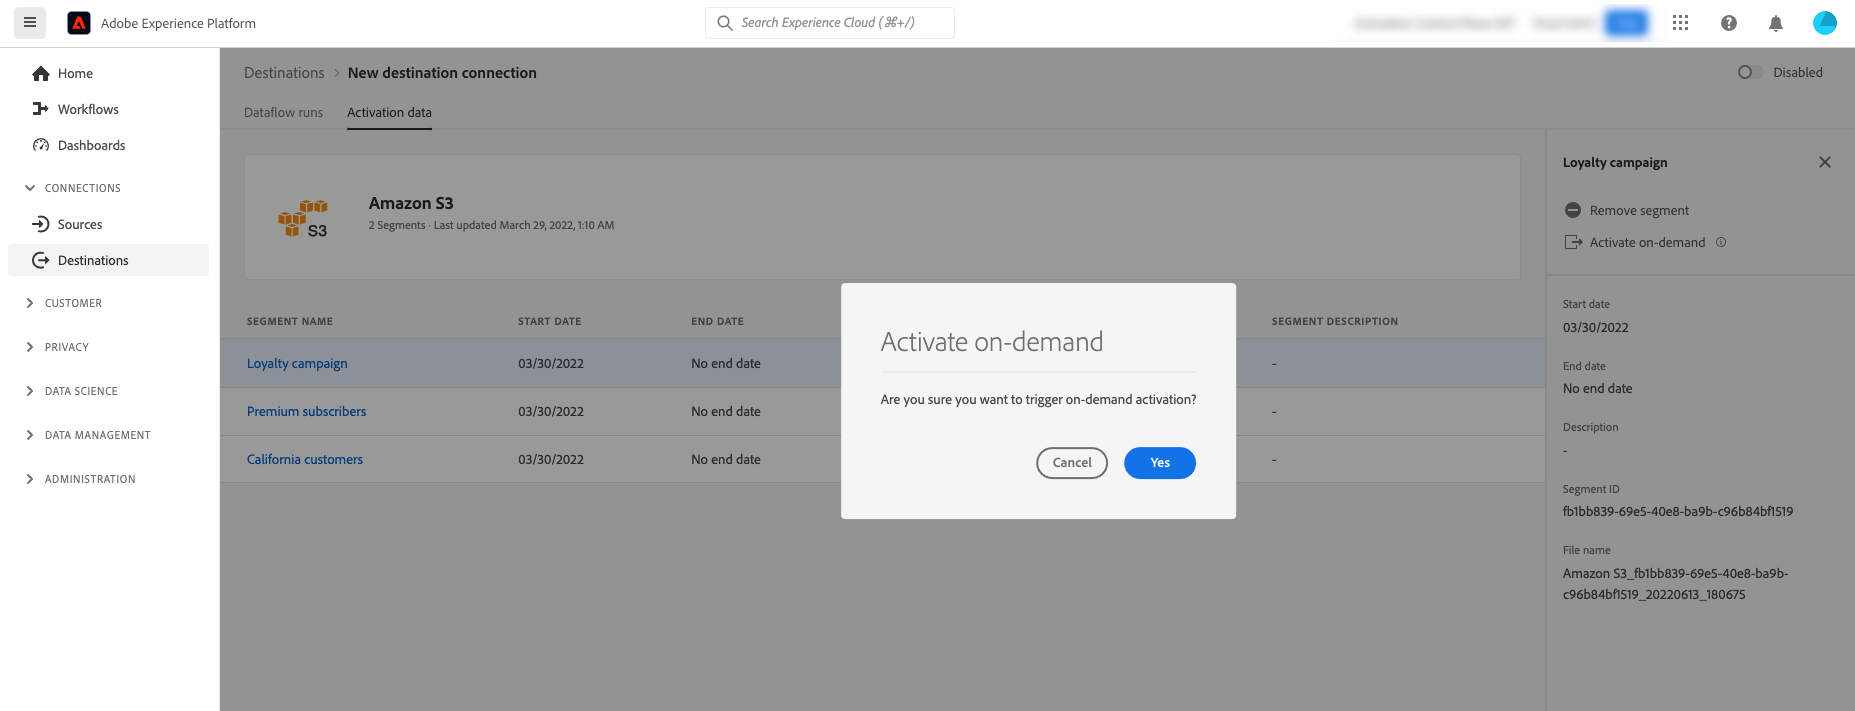 Adobe Experience Platform
Search Experience Cloud (⌘+/)
Home
Workflows
Dashboards
CONNECTIONS
Sources
Destinations
CUSTOMER
PRIVACY
DATA SCIENCE
DATA MANAGEMENT
ADMINISTRATION
Destinations > New destination connection
Disabled
Dataflow runs Activation data
S3
Amazon S3
2 Segments · Last updated March 29, 2022, 1:10 AM
SEGMENT NAME START DATE END DATE SEGMENT DESCRIPTION
Loyalty campaign 03/30/2022 No end date -
Premium subscribers 03/30/2022 No end date -
California customers 03/30/2022 No end date -
Activate on-demand
Are you sure you want to trigger on-demand activation?
Cancel Yes
Loyalty campaign
Remove segment
Activate on-demand
Start date
03/30/2022
End date
No end date
Description
-
Segment ID
fb1bb839-69e5-40e8-ba9b-c96b84bf1519
File name
Amazon S3_fb1bb839-69e5-40e8-ba9b-
c96b84bf1519_20220613_180675